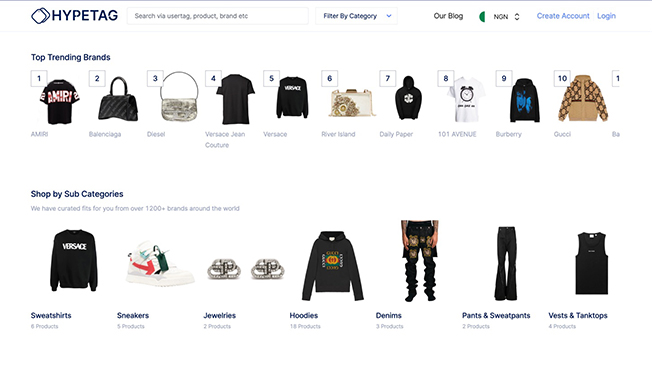 HYPETAG
Search via usertag, product, brand etc
Filter By Category
Our Blog
NGN
Create Account
Login
Top Trending Brands
1
2
3
4
5
6
7
8
9
10
1
AMIRI
VERSACE
AMIRI
Balenciaga
Diesel
Versace Jean
Couture
Versace
River Island
Daily Paper
101 AVENUE
Burberry
Gucci
Ba
Shop by Sub Categories
We have curated fits for you from over 1200+ brands around the world
VERSACE
GUCCI
Sweatshirts
Sneakers
Jewelries
Hoodies
Denims
Pants & Sweatpants
Vests & Tanktops
6 Products
5 Products
2 Products
18 Products
3 Products
2 Products
4 Products